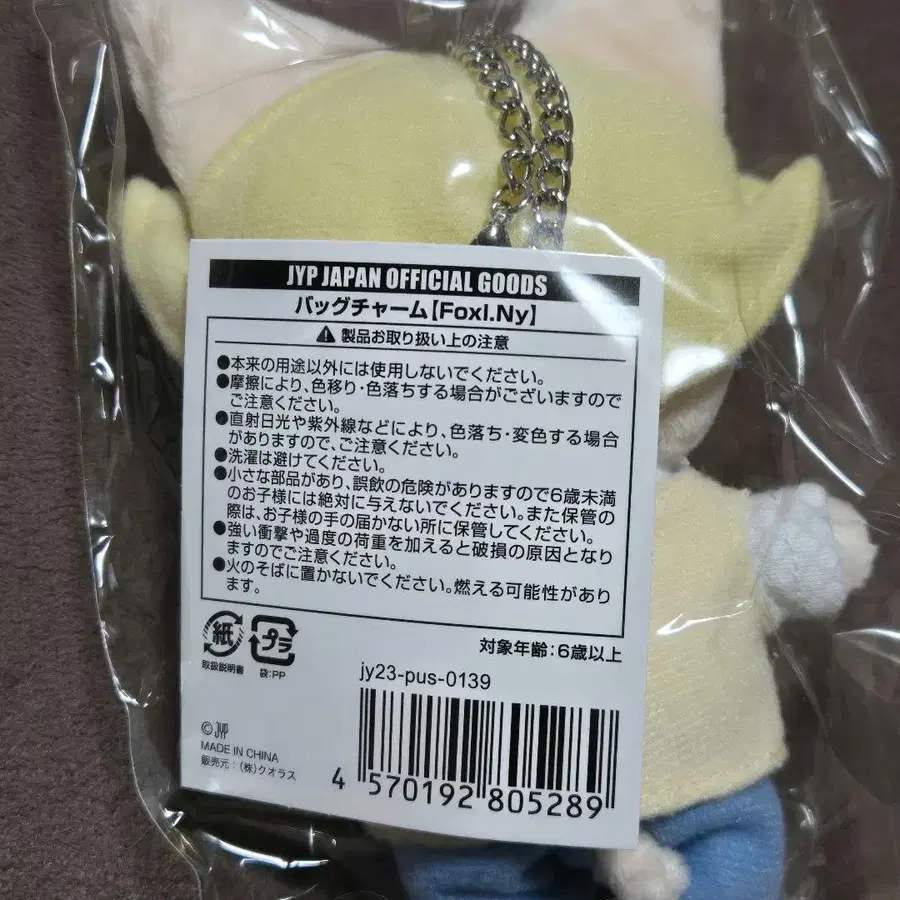 JYP JAPAN OFFICIAL GOODS
バッグチャーム【FoxI.Ny】
⚠ 製品お取り扱い上の注意
●本来の用途以外には使用しないでください。
●摩擦により、色移り・色落ちする場合がございますので
ご注意ください。
●直射日光や紫外線などにより、色落ち・変色する場合
がありますので、ご注意ください。
●洗濯は避けてください。
●小さな部品があり、誤飲の危険がありますので6歳未満
のお子様には絶対に与えないでください。また保管の
際は、お子様の手の届かない所に保管してください。
●強い衝撃や過度の荷重を加えると破損の原因となり
ますのでご注意ください。
●火のそばに置かないでください。燃える可能性があり
ます。
対象年齢:6歳以上
紙
プラ
取扱説明書
袋:PP
jy23-pus-0139
© JYP
MADE IN CHINA
販売元:(株)クオラス
4 570192 805289